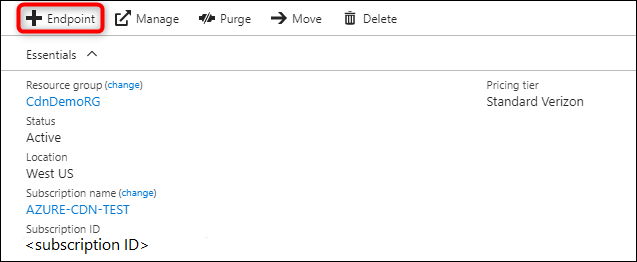 Endpoint Manage Purge Move Delete
Essentials
Resource group (change) Pricing tier
CdnDemoRG Standard Verizon
Status
Active
Location
West US
Subscription name (change)
AZURE-CDN-TEST
Subscription ID
<subscription ID>